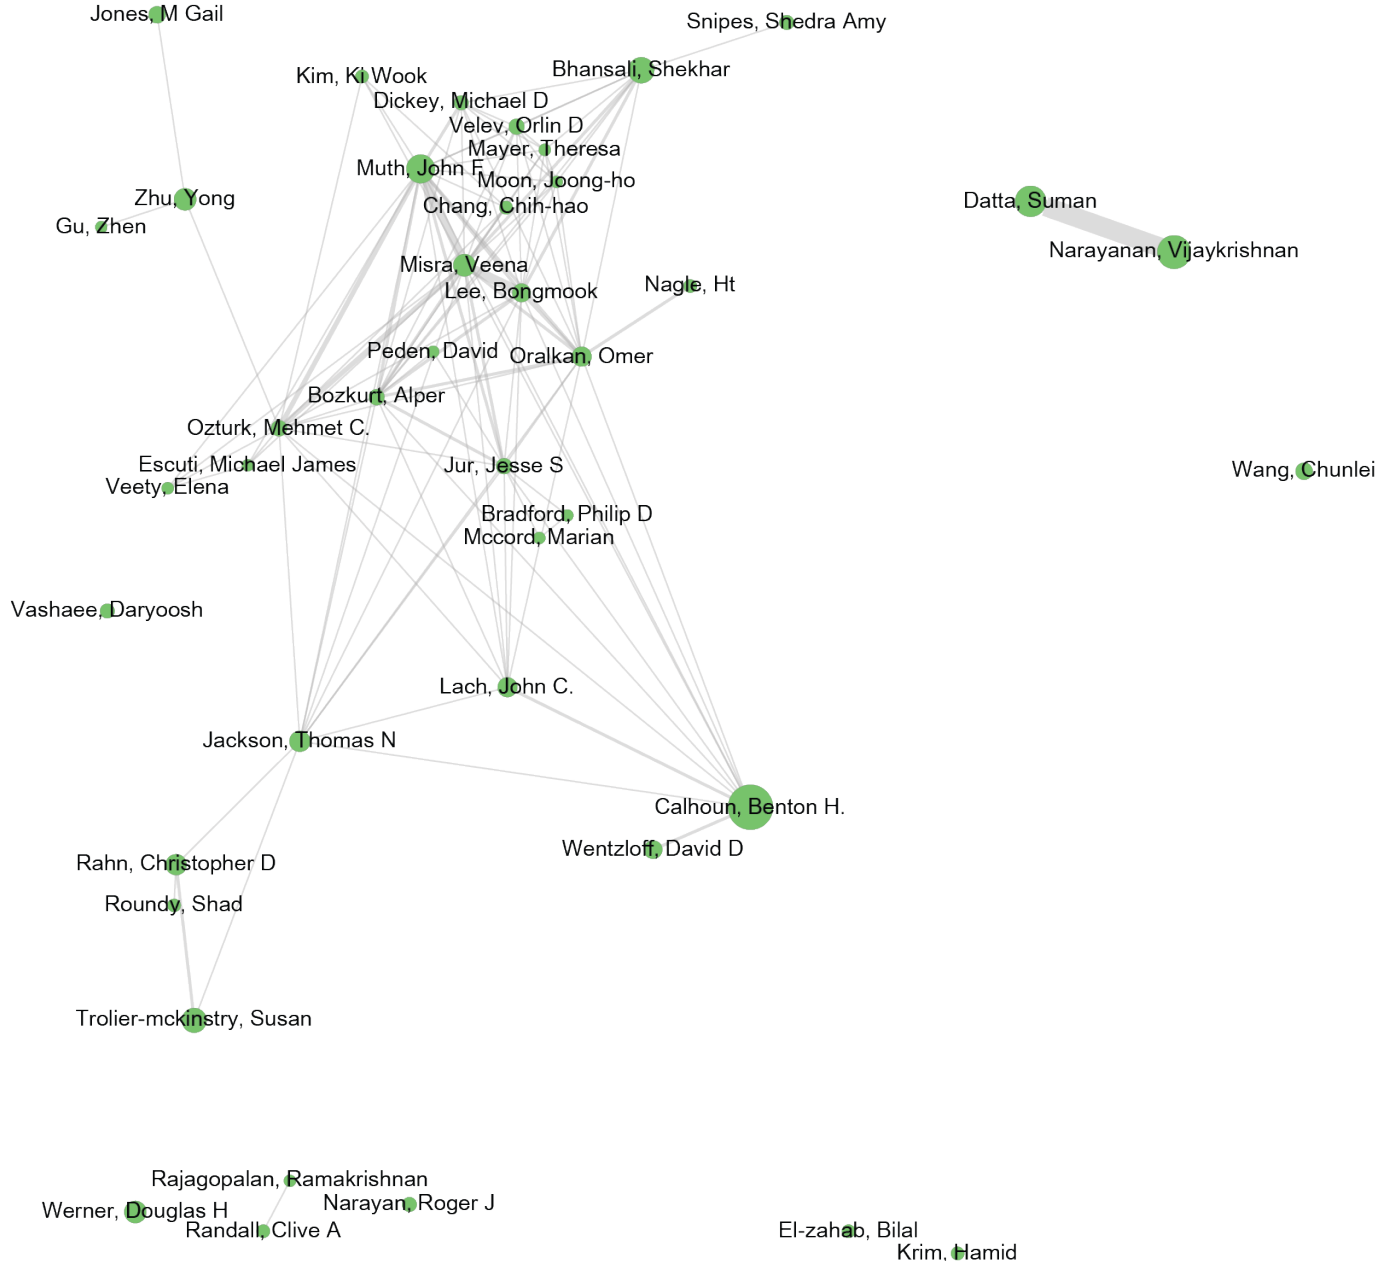 Jones, M Gail
Snipes, Shedra Amy
Bhansali, Shekhar
Kim, Ki Wook
Dickey, Michael D
Velev, Orlin D
Mayer, Theresa
Muth, John F
Moon, Joong-ho
Zhu, Yong
Datta, Suman
Chang, Chih-hao
Gu, Zhen
Narayanan, Vijaykrishnan
Misra, Veena
Nagle, Ht
Lee, Bongmook
Peden, David
Oralkan, Omer
Bozkurt, Alper
Ozturk, Mehmet C.
Escuti, Michael James
Jur, Jesse S
Wang, Chunlei
Veety, Elena
Bradford, Philip D
Mccord, Marian
Vashaee, Daryoosh
Lach, John C.
Jackson, Thomas N
Calhoun, Benton H.
Wentzloff, David D
Rahn, Christopher D
Roundy, Shad
Trolier-mckinstry, Susan
Rajagopalan, Ramakrishnan
Narayan, Roger J
Werner, Douglas H
Randall, Clive A
El-zahab, Bilal
Krim, Hamid